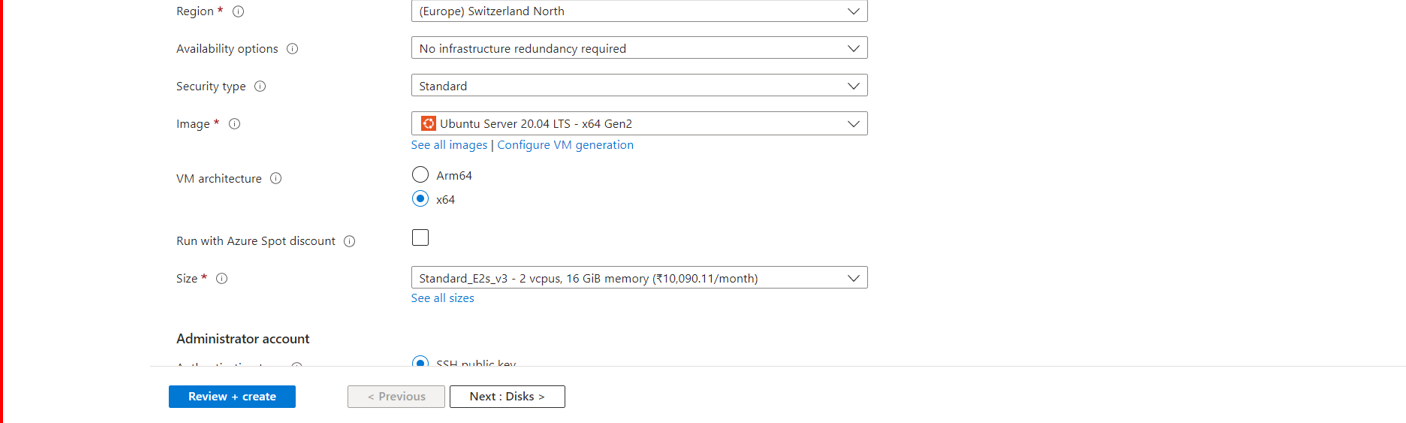 Region *
(Europe) Switzerland North
Availability options
No infrastructure redundancy required
Security type
Standard
Image *
Ubuntu Server 20.04 LTS - x64 Gen2
See all images | Configure VM generation
VM architecture
Arm64
x64
Run with Azure Spot discount
Size *
Standard_E2s_v3 - 2 vcpus, 16 GiB memory (₹10,090.11/month)
See all sizes
Administrator account
SSH public key
Review + create
< Previous
Next : Disks >